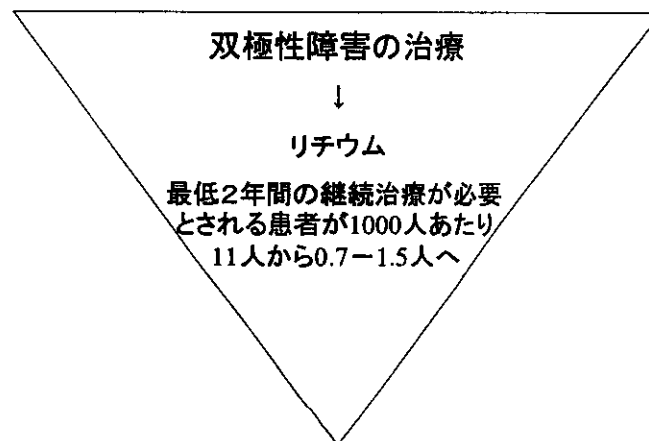 双極性障害の治療
↓
リチウム
最低２年間の継続治療が必要
とされる患者が1000人あたり
11人から0.7－1.5人へ